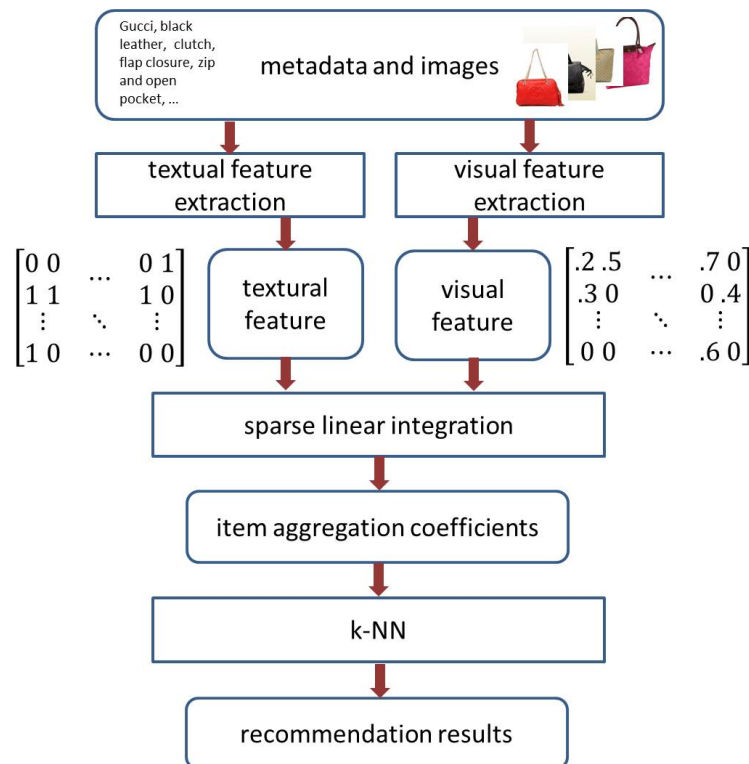 Gucci, black
leather, clutch,
flap closure, zip
and open
pocket, ...
metadata and images
textual feature
extraction
visual feature
extraction
0 0 ... 0 1
1 1 1 0
⋮ ⋱ ⋮
1 0 ... 0 0
textural
feature
visual
feature
.2 .5 ... .7 0
.3 0 0 .4
⋮ ⋱ ⋮
0 0 ... .6 0
sparse linear integration
item aggregation coefficients
k-NN
recommendation results